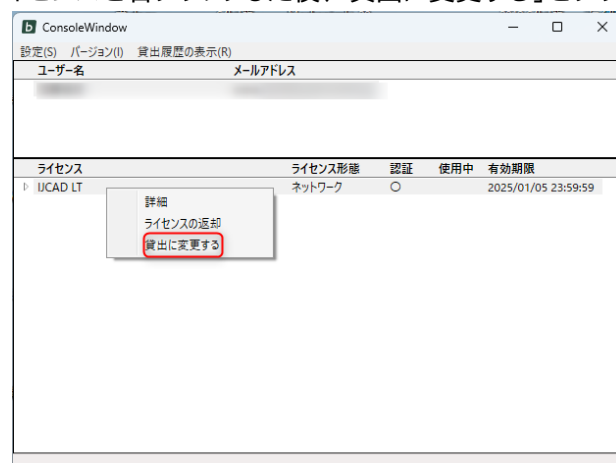 ConsoleWindow
設定(S) バージョン(I) 貸出履歴の表示(R)
ユーザー名 メールアドレス
ライセンス ライセンス形態 認証 使用中 有効期限
IJCAD LT ネットワーク ○ 2025/01/05 23:59:59
詳細
ライセンスの返却
貸出に変更する